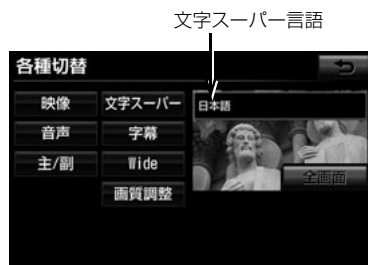 文字スーパー言語
各種切替
映像
文字スーパー
日本語
音声
字幕
主/副
Wide
全画面
画質調整